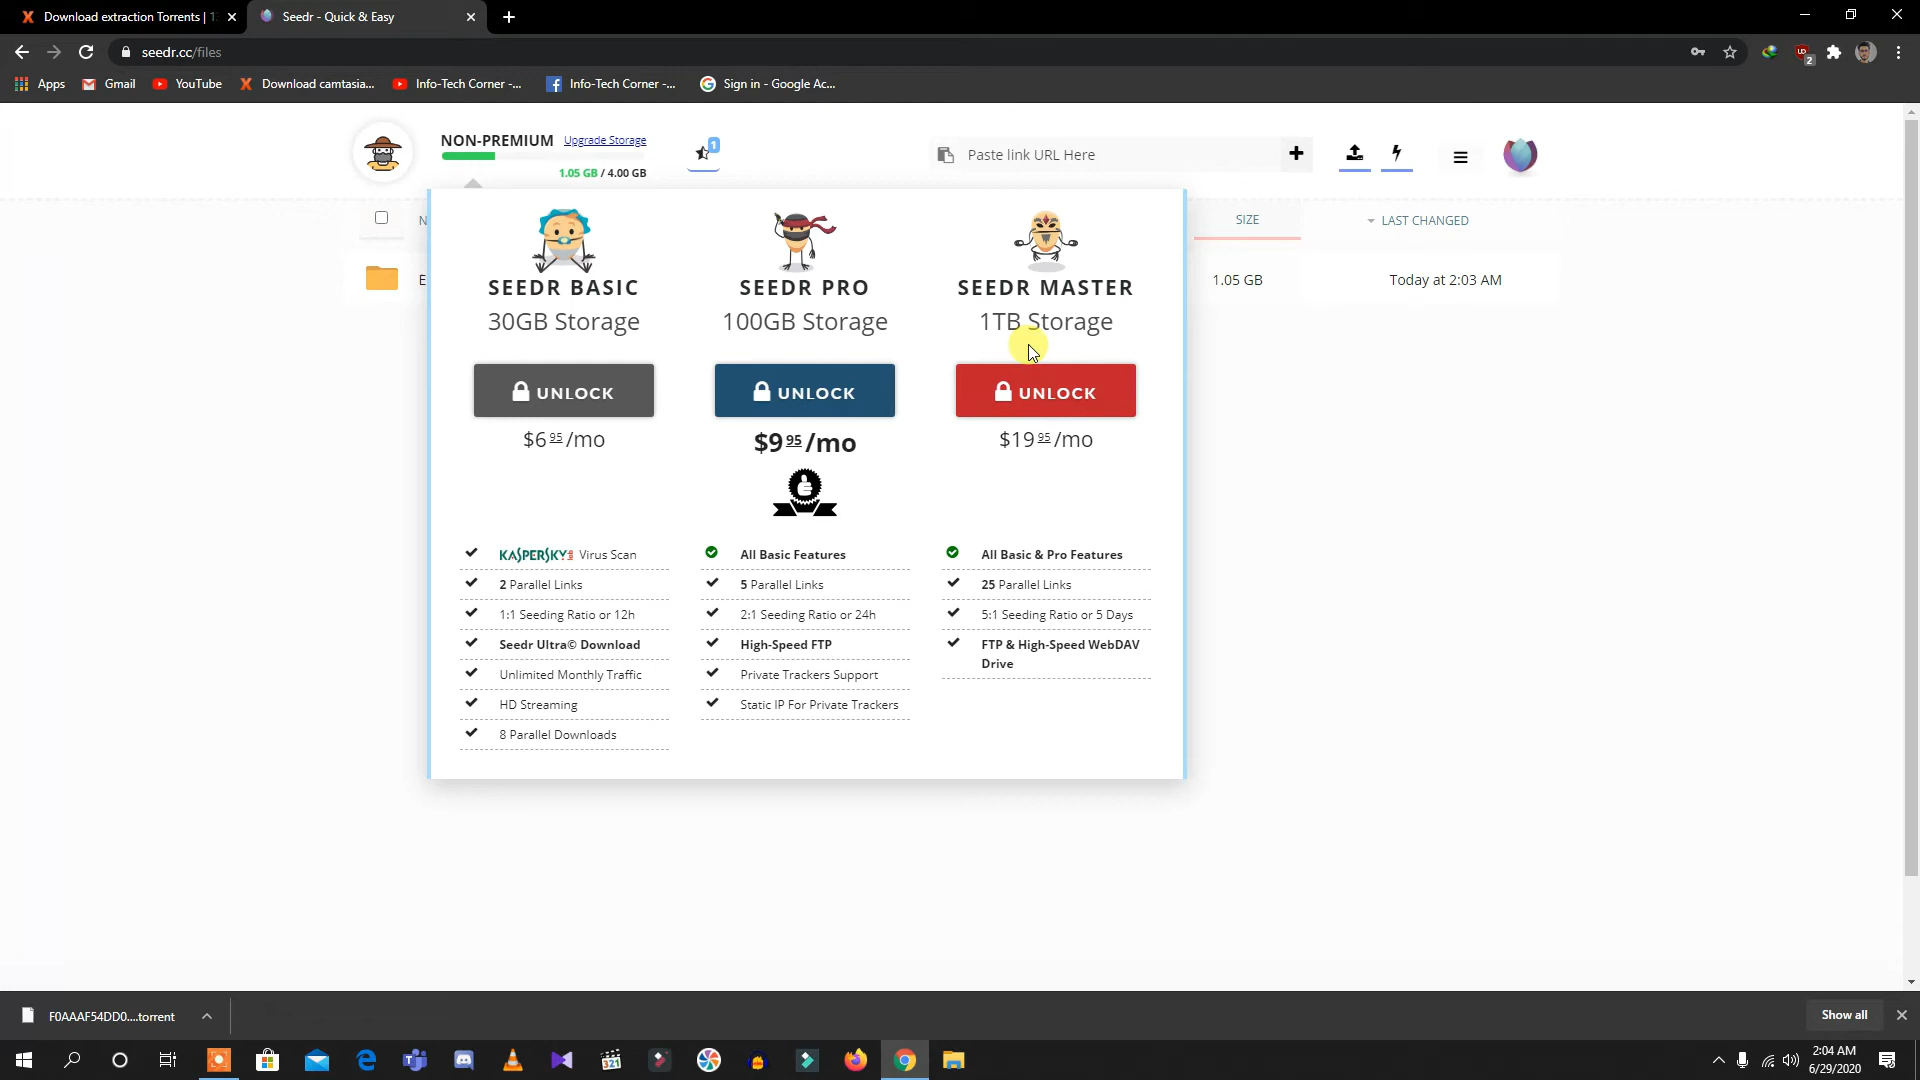 Download extraction Torrents | 1
Seedr - Quick & Easy
seedr.cc/files
2
Apps
Gmail
YouTube
Download camtasia...
Info-Tech Corner -...
Info-Tech Corner -...
Sign in - Google Ac...
NON-PREMIUM Upgrade Storage
1.05 GB / 4.00 GB
1
Paste link URL Here
N
SIZE
LAST CHANGED
E
1.05 GB
Today at 2:03 AM
SEEDR BASIC
30GB Storage
UNLOCK
$6 95 /mo
KASPERSKY Virus Scan
2 Parallel Links
1:1 Seeding Ratio or 12h
Seedr Ultra© Download
Unlimited Monthly Traffic
HD Streaming
8 Parallel Downloads
SEEDR PRO
100GB Storage
UNLOCK
$9 95 /mo
All Basic Features
5 Parallel Links
2:1 Seeding Ratio or 24h
High-Speed FTP
Private Trackers Support
Static IP For Private Trackers
SEEDR MASTER
1TB Storage
UNLOCK
$19 95 /mo
All Basic & Pro Features
25 Parallel Links
5:1 Seeding Ratio or 5 Days
FTP & High-Speed WebDAV
Drive
F0AAAF54DD0....torrent
Show all
321
2:04 AM
6/29/2020